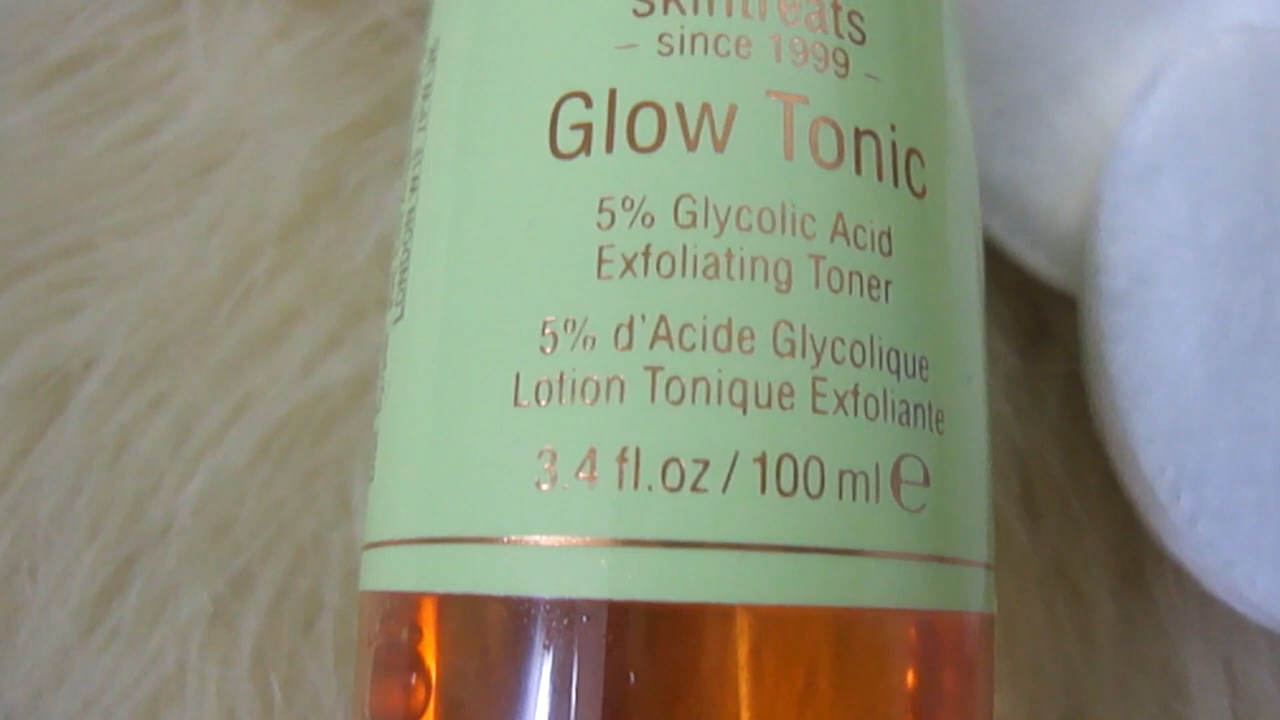 skintreats
– since 1999 –
Glow Tonic
5% Glycolic Acid
Exfoliating Toner
5% d'Acide Glycolique
Lotion Tonique Exfoliante
3.4 fl.oz / 100 ml e